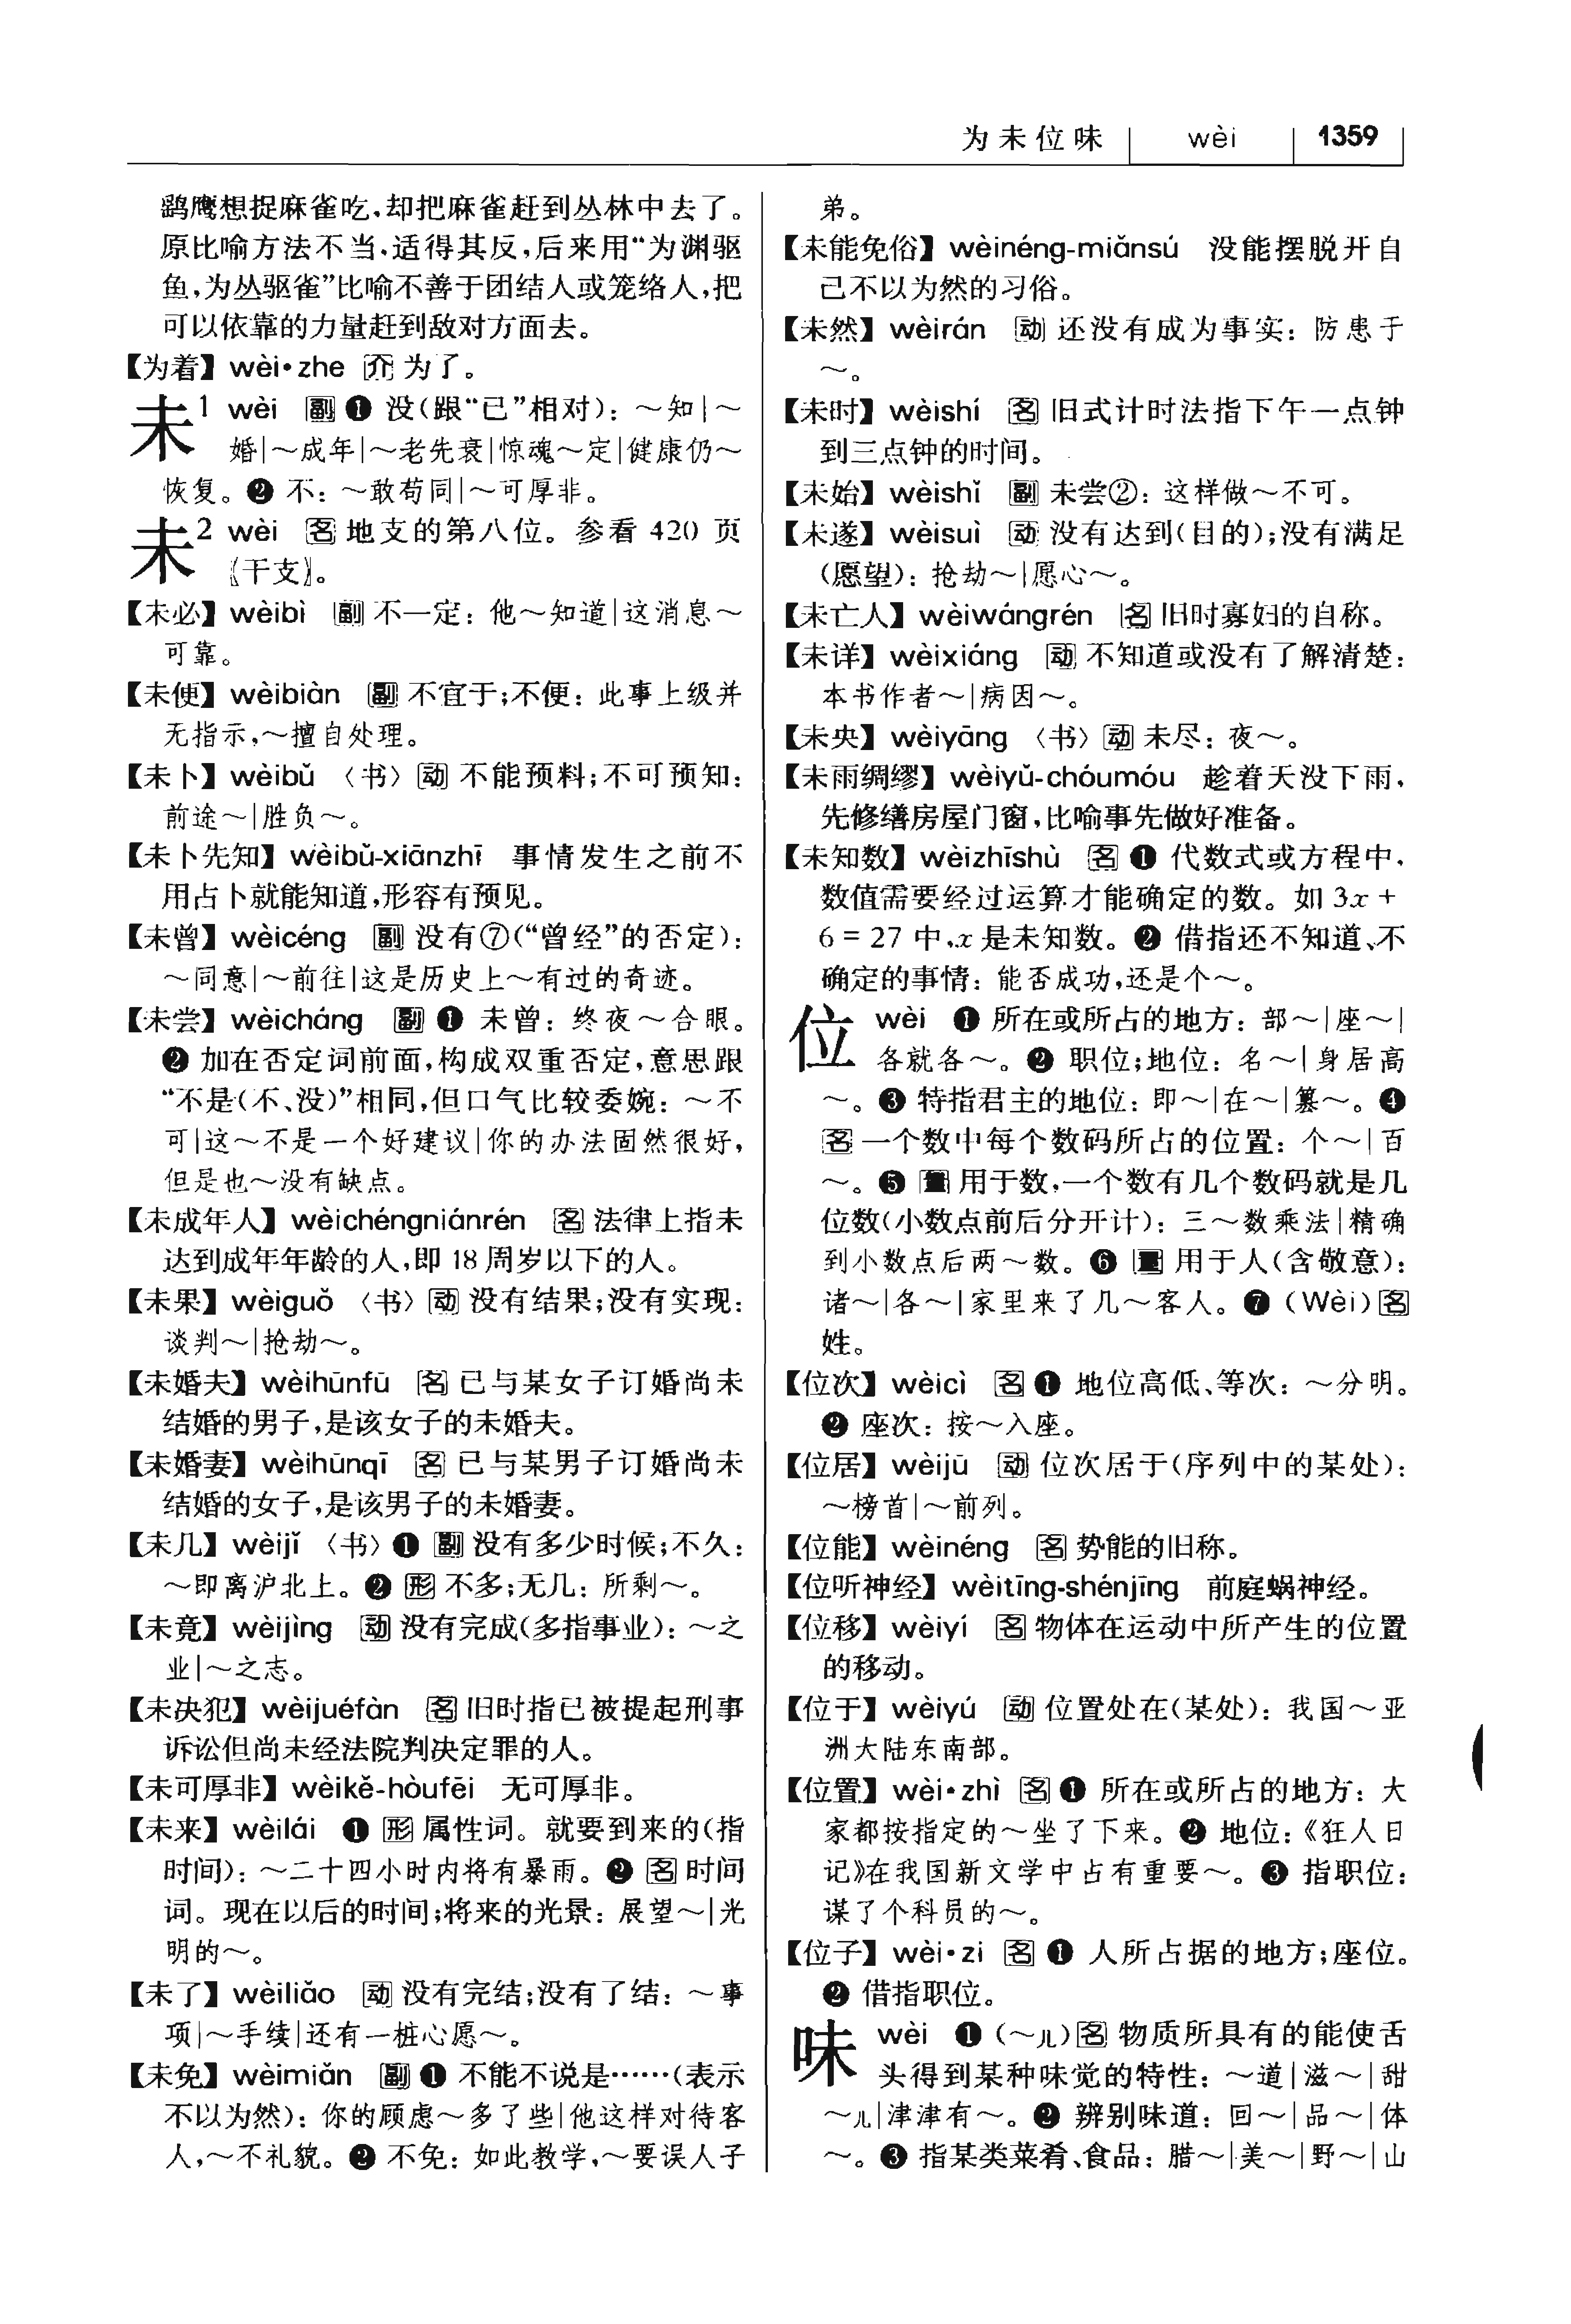 为未位味 wèi 1359
鹞鹰想捉麻雀吃,却把麻雀赶到丛林中去了。
原比喻方法不当,适得其反,后来用“为渊驱
鱼,为丛驱雀”比喻不善于团结人或笼络人,把
可以依靠的力量赶到敌对方面去。
【为着】wèi•zhe 介 为了。
未1 wèi 副 ❶ 没(跟“已”相对):～知|～
婚|～成年|～老先衰|惊魂～定|健康仍～
恢复。❷ 不:～敢苟同|～可厚非。
未2 wèi 名 地支的第八位。参看 420 页
〖干支〗。
【未必】wèibì 副 不一定:他～知道|这消息～
可靠。
【未便】wèibiàn 副 不宜于;不便:此事上级并
无指示,～擅自处理。
【未卜】wèibǔ 〈书〉动 不能预料;不可预知:
前途～|胜负～。
【未卜先知】wèibǔ-xiānzhī 事情发生之前不
用占卜就能知道,形容有预见。
【未曾】wèicéng 副 没有⑦(“曾经”的否定):
～同意|～前往|这是历史上～有过的奇迹。
【未尝】wèicháng 副 ❶ 未曾:终夜～合眼。
❷ 加在否定词前面,构成双重否定,意思跟
“不是(不、没)”相同,但口气比较委婉:～不
可|这～不是一个好建议|你的办法固然很好,
但是也～没有缺点。
【未成年人】wèichéngniánrén 名 法律上指未
达到成年年龄的人,即 18 周岁以下的人。
【未果】wèiguǒ 〈书〉动 没有结果;没有实现:
谈判～|抢劫～。
【未婚夫】wèihūnfū 名 已与某女子订婚尚未
结婚的男子,是该女子的未婚夫。
【未婚妻】wèihūnqī 名 已与某男子订婚尚未
结婚的女子,是该男子的未婚妻。
【未几】wèijǐ 〈书〉❶ 副 没有多少时候;不久:
～即离沪北上。❷ 形 不多;无几:所剩～。
【未竟】wèijìng 动 没有完成(多指事业):～之
业|～之志。
【未决犯】wèijuéfàn 名 旧时指已被提起刑事
诉讼但尚未经法院判决定罪的人。
【未可厚非】wèikě-hòufēi 无可厚非。
【未来】wèilái ❶ 形 属性词。就要到来的(指
时间):～二十四小时内将有暴雨。❷ 名 时间
词。现在以后的时间;将来的光景:展望～|光
明的～。
【未了】wèiliǎo 动 没有完结;没有了结:～事
项|～手续|还有一桩心愿～。
【未免】wèimiǎn 副 ❶ 不能不说是……(表示
不以为然):你的顾虑～多了些|他这样对待客
人,～不礼貌。❷ 不免:如此教学,～要误人子
弟。
【未能免俗】wèinéng-miǎnsú 没能摆脱开自
己不以为然的习俗。
【未然】wèirán 动 还没有成为事实:防患于
～。
【未时】wèishí 名 旧式计时法指下午一点钟
到三点钟的时间。
【未始】wèishǐ 副 未尝②:这样做～不可。
【未遂】wèisuì 动 没有达到(目的);没有满足
(愿望):抢劫～|愿心～。
【未亡人】wèiwángrén 名 旧时寡妇的自称。
【未详】wèixiáng 动 不知道或没有了解清楚:
本书作者～|病因～。
【未央】wèiyāng 〈书〉动 未尽:夜～。
【未雨绸缪】wèiyǔ-chóumóu 趁着天没下雨,
先修缮房屋门窗,比喻事先做好准备。
【未知数】wèizhīshù 名 ❶ 代数式或方程中,
数值需要经过运算才能确定的数。如 3x +
6 = 27 中,x 是未知数。❷ 借指还不知道、不
确定的事情:能否成功,还是个～。
位 wèi ❶ 所在或所占的地方:部～|座～|
各就各～。❷ 职位;地位:名～|身居高
～。❸ 特指君主的地位:即～|在～|篡～。❹
名 一个数中每个数码所占的位置:个～|百
～。❺ 量 用于数,一个数有几个数码就是几
位数(小数点前后分开计):三～数乘法|精确
到小数点后两～数。❻ 量 用于人(含敬意):
诸～|各～|家里来了几～客人。❼ (Wèi) 名
姓。
【位次】wèicì 名 ❶ 地位高低、等次:～分明。
❷ 座次:按～入座。
【位居】wèijū 动 位次居于(序列中的某处):
～榜首|～前列。
【位能】wèinéng 名 势能的旧称。
【位听神经】wèitīng-shénjīng 前庭蜗神经。
【位移】wèiyí 名 物体在运动中所产生的位置
的移动。
【位于】wèiyú 动 位置处在(某处):我国～亚
洲大陆东南部。
【位置】wèi•zhì 名 ❶ 所在或所占的地方:大
家都按指定的～坐了下来。❷ 地位:《狂人日
记》在我国新文学中占有重要～。❸ 指职位:
谋了个科员的～。
【位子】wèi•zi 名 ❶ 人所占据的地方;座位。
❷ 借指职位。
味 wèi ❶ (～儿) 名 物质所具有的能使舌
头得到某种味觉的特性:～道|滋～|甜
～儿|津津有～。❷ 辨别味道:回～|品～|体
～。❸ 指某类菜肴、食品:腊～|美～|野～|山